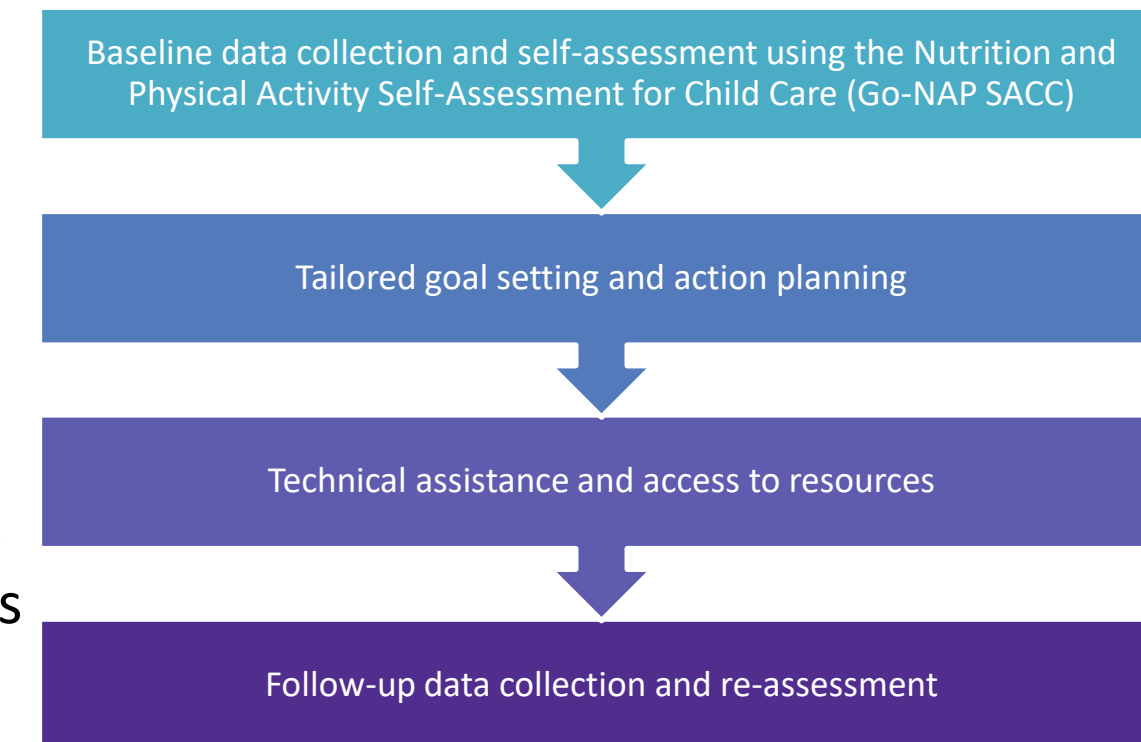 Baseline data collection and self-assessment using the Nutrition and
Physical Activity Self-Assessment for Child Care (Go-NAP SACC)
Tailored goal setting and action planning
Technical assistance and access to resources
s
Follow-up data collection and re-assessment